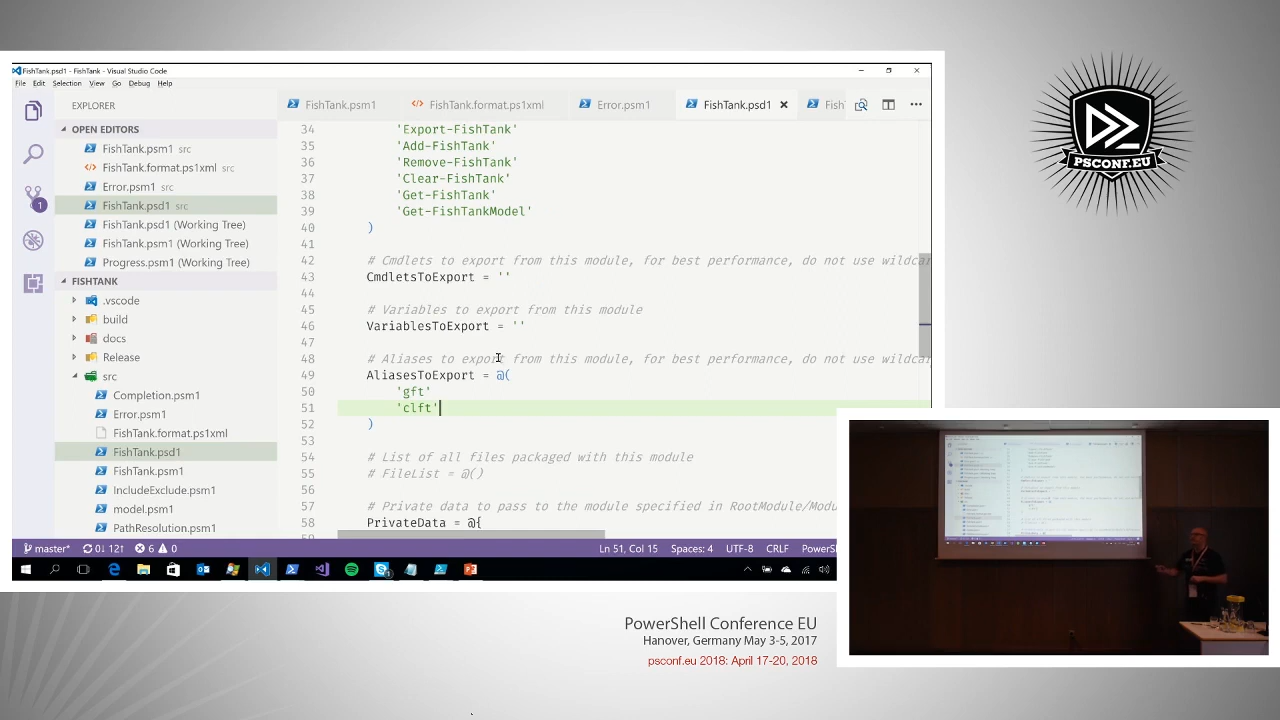 FishTank.psd1 - FishTank - Visual Studio Code
File Edit Selection View Go Debug Help
EXPLORER
OPEN EDITORS
FishTank.psm1 src
FishTank.format.ps1xml src
Error.psm1 src
FishTank.psd1 src
FishTank.psd1 (Working Tree)
FishTank.psm1 (Working Tree)
Progress.psm1 (Working Tree)
FISHTANK
.vscode
build
docs
Release
src
Completion.psm1
Error.psm1
FishTank.format.ps1xml
FishTank.psd1
FishTank.psm1
IncludeExclude.psm1
model.psm1
PathResolution.psm1
1
FishTank.psm1 FishTank.format.ps1xml Error.psm1 FishTank.psd1
34 'Export-FishTank'
35 'Add-FishTank'
36 'Remove-FishTank'
37 'Clear-FishTank'
38 'Get-FishTank'
39 'Get-FishTankModel'
40 )
41
42 # Cmdlets to export from this module, for best performance, do not use wildcar
43 CmdletsToExport = ''
44
45 # Variables to export from this module
46 VariablesToExport = ''
47
48 # Aliases to export from this module, for best performance, do not use wildcar
49 AliasesToExport = @(
50 'gft'
51 'clft'
52 )
53
54 # List of all files packaged with this module
55 # FileList = @()
56
57 # Private data to pass to the module specified in RootModule/Modu
58 PrivateData = @{
master* 0↓ 12↑ 6 0 Ln 51, Col 15 Spaces: 4 UTF-8 CRLF PowerS
PSCONF.EU
PowerShell Conference EU
Hanover, Germany May 3-5, 2017
psconf.eu 2018: April 17-20, 2018